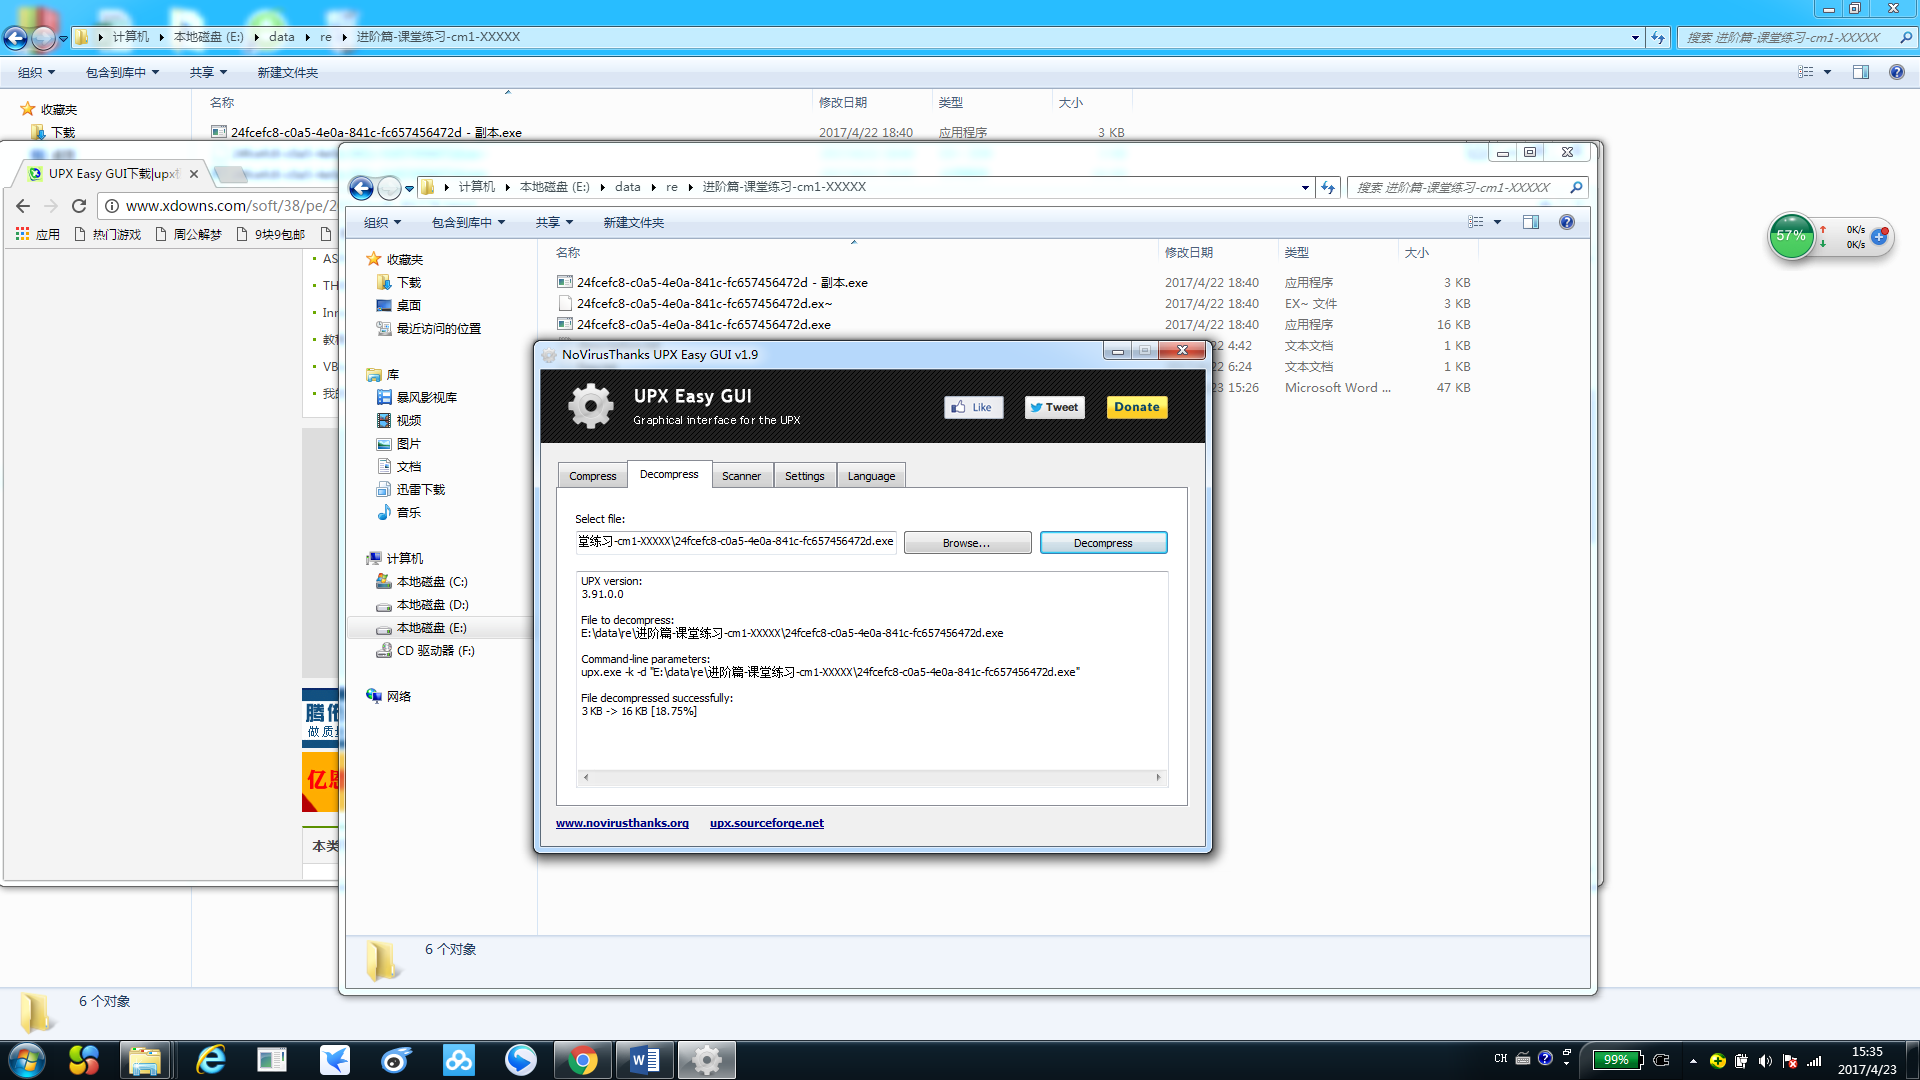 计算机 本地磁盘 (E:) data re 进阶篇-课堂练习-cm1-XXXXX
搜索 进阶篇-课堂练习-cm1-XXXXX
组织 包含到库中 共享 新建文件夹
名称 修改日期 类型 大小
收藏夹
下载
24fcefc8-c0a5-4e0a-841c-fc657456472d - 副本.exe 2017/4/22 18:40 应用程序 3 KB
UPX Easy GUI下载|upx
www.xdowns.com/soft/38/pe/2
应用 热门游戏 周公解梦 9块9包邮
AS
TH
Inr
教程
VB
我的
腾讯
做质
亿恩
本类
计算机 本地磁盘 (E:) data re 进阶篇-课堂练习-cm1-XXXXX
搜索 进阶篇-课堂练习-cm1-XXXXX
组织 包含到库中 共享 新建文件夹
收藏夹
下载
桌面
最近访问的位置
库
暴风影视库
视频
图片
文档
迅雷下载
音乐
计算机
本地磁盘 (C:)
本地磁盘 (D:)
本地磁盘 (E:)
CD 驱动器 (F:)
网络
名称 修改日期 类型 大小
24fcefc8-c0a5-4e0a-841c-fc657456472d - 副本.exe 2017/4/22 18:40 应用程序 3 KB
24fcefc8-c0a5-4e0a-841c-fc657456472d.ex~ 2017/4/22 18:40 EX~ 文件 3 KB
24fcefc8-c0a5-4e0a-841c-fc657456472d.exe 2017/4/22 18:40 应用程序 16 KB
22 4:42 文本文档 1 KB
22 6:24 文本文档 1 KB
23 15:26 Microsoft Word ... 47 KB
NoVirusThanks UPX Easy GUI v1.9
UPX Easy GUI
Graphical interface for the UPX
Like Tweet Donate
Compress Decompress Scanner Settings Language
Select file:
堂练习-cm1-XXXXX\24fcefc8-c0a5-4e0a-841c-fc657456472d.exe Browse... Decompress
UPX version:
3.91.0.0
File to decompress:
E:\data\re\进阶篇-课堂练习-cm1-XXXXX\24fcefc8-c0a5-4e0a-841c-fc657456472d.exe
Command-line parameters:
upx.exe -k -d "E:\data\re\进阶篇-课堂练习-cm1-XXXXX\24fcefc8-c0a5-4e0a-841c-fc657456472d.exe"
File decompressed successfully:
3 KB -> 16 KB [18.75%]
www.novirusthanks.org upx.sourceforge.net
6 个对象
57% 0K/s
0K/s
6 个对象
CH 99% 15:35
2017/4/23